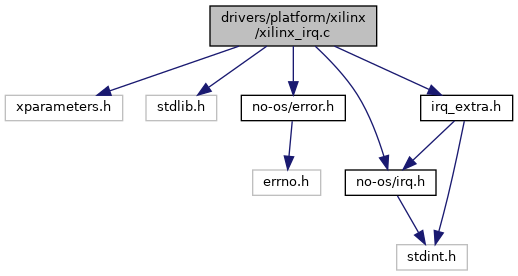 drivers/platform/xilinx
/xilinx_irq.c
xparameters.h
stdlib.h
no-os/error.h
irq_extra.h
errno.h
no-os/irq.h
stdint.h